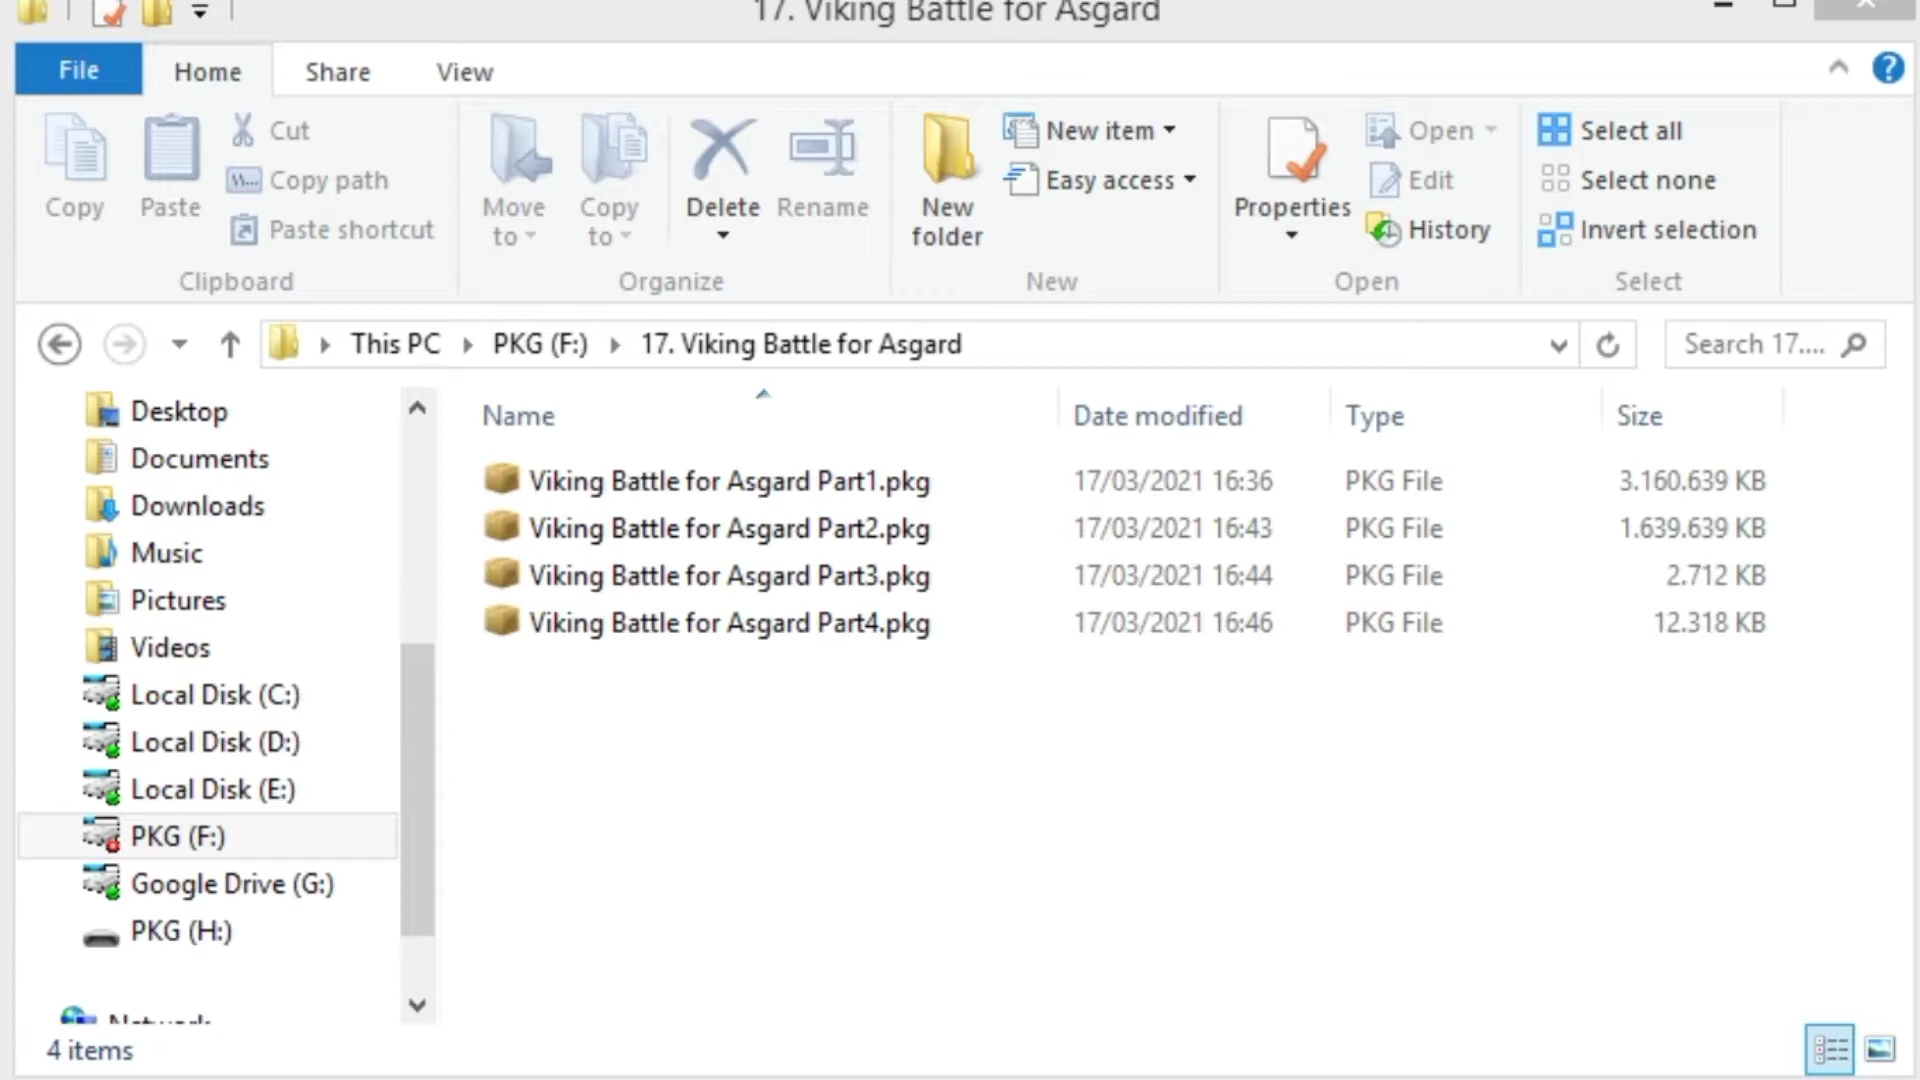 17. Viking Battle for Asgard
File Home Share View
Copy
Paste
Cut
Copy path
Paste shortcut
Clipboard
Move to
Copy to
Delete
Rename
Organize
New folder
New item
Easy access
New
Properties
Open
Edit
History
Open
Select all
Select none
Invert selection
Select
This PC PKG (F:) 17. Viking Battle for Asgard
Search 17....
Desktop
Documents
Downloads
Music
Pictures
Videos
Local Disk (C:)
Local Disk (D:)
Local Disk (E:)
PKG (F:)
Google Drive (G:)
PKG (H:)
Network
Name Date modified Type Size
Viking Battle for Asgard Part1.pkg 17/03/2021 16:36 PKG File 3.160.639 KB
Viking Battle for Asgard Part2.pkg 17/03/2021 16:43 PKG File 1.639.639 KB
Viking Battle for Asgard Part3.pkg 17/03/2021 16:44 PKG File 2.712 KB
Viking Battle for Asgard Part4.pkg 17/03/2021 16:46 PKG File 12.318 KB
4 items